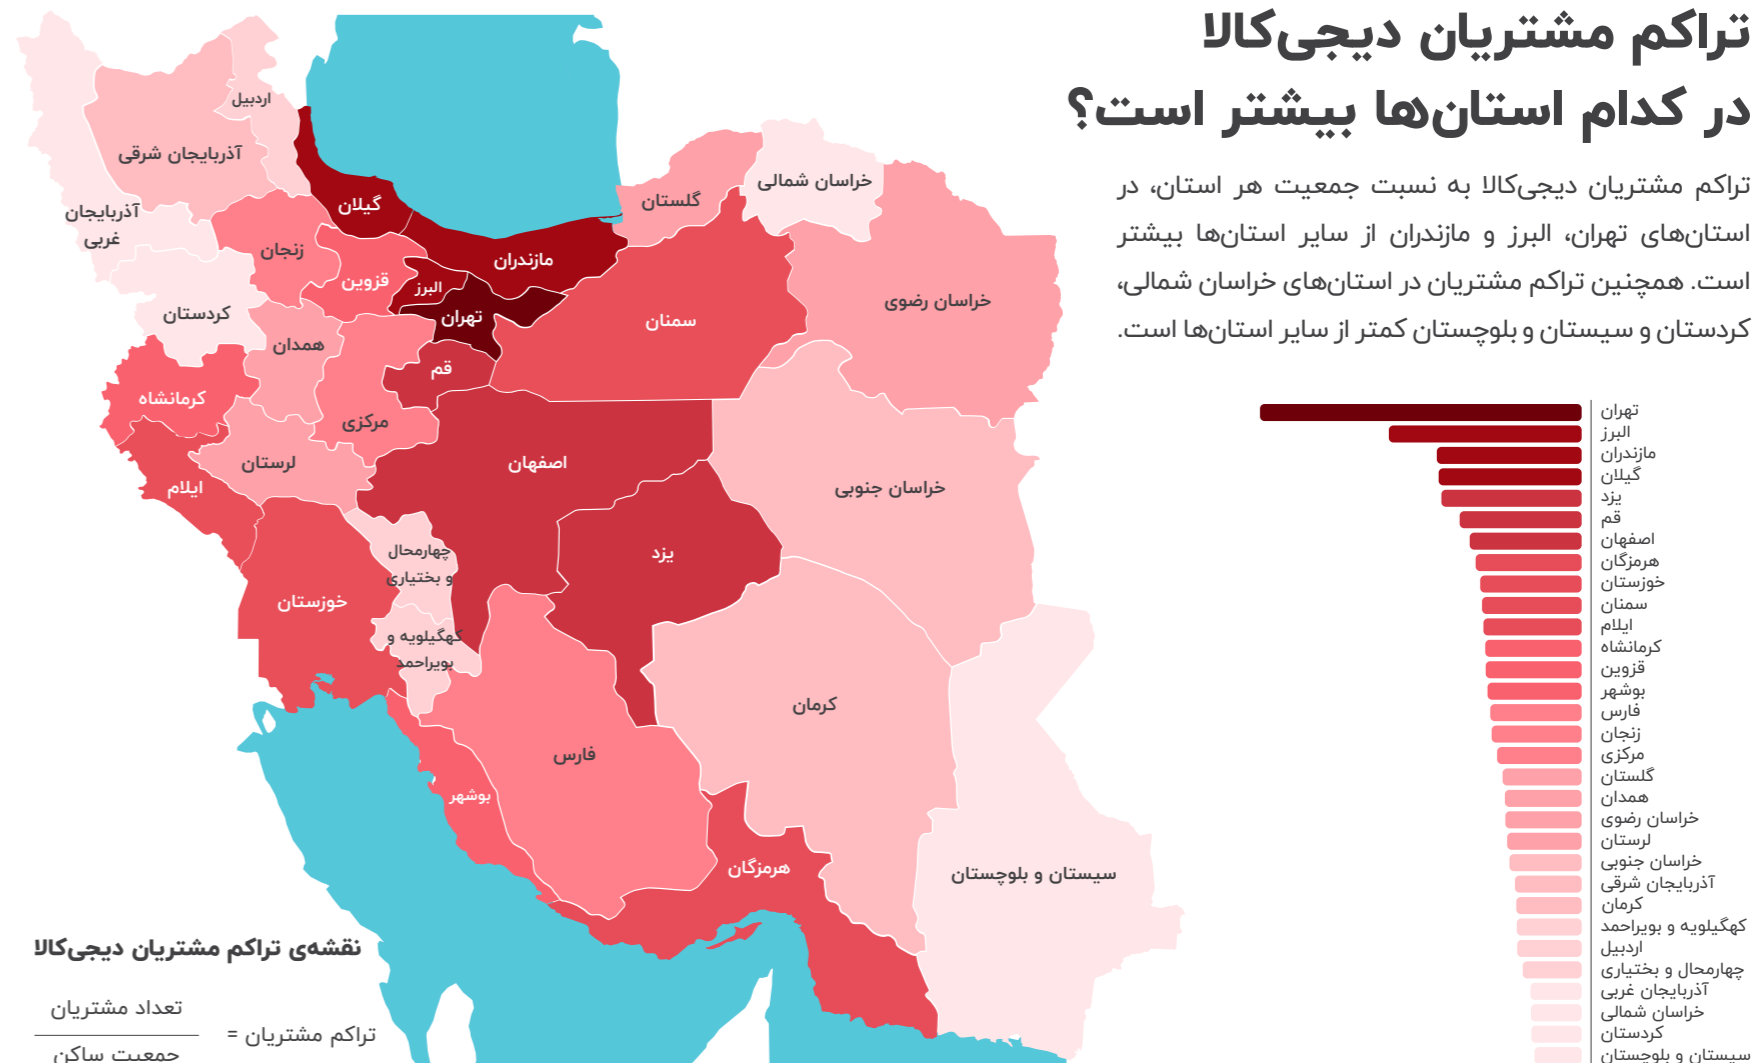 تراکم مشتریان دیجی‌کالا
در کدام استان‌ها بیشتر است؟
تراکم مشتریان دیجی‌کالا به نسبت جمعیت هر استان، در
استان‌های تهران، البرز و مازندران از سایر استان‌ها بیشتر
است. همچنین تراکم مشتریان در استان‌های خراسان شمالی،
کردستان و سیستان و بلوچستان کمتر از سایر استان‌ها است.
تهران
البرز
مازندران
گیلان
یزد
قم
اصفهان
هرمزگان
خوزستان
سمنان
ایلام
کرمانشاه
قزوین
بوشهر
فارس
زنجان
مرکزی
گلستان
همدان
خراسان رضوی
لرستان
خراسان جنوبی
آذربایجان شرقی
کرمان
کهگیلویه و بویراحمد
اردبیل
چهارمحال و بختیاری
آذربایجان غربی
خراسان شمالی
کردستان
سیستان و بلوچستان
اردبیل
آذربایجان شرقی
آذربایجان
غربی
گیلان
زنجان
کردستان
قزوین
البرز
مازندران
تهران
گلستان
خراسان شمالی
خراسان رضوی
سمنان
همدان
قم
کرمانشاه
مرکزی
لرستان
ایلام
اصفهان
خراسان جنوبی
یزد
چهارمحال
و بختیاری
خوزستان
کهگیلویه و
بویراحمد
کرمان
فارس
بوشهر
هرمزگان
سیستان و بلوچستان
نقشه‌ی تراکم مشتریان دیجی‌کالا
تعداد مشتریان
تراکم مشتریان =
جمعیت ساکن